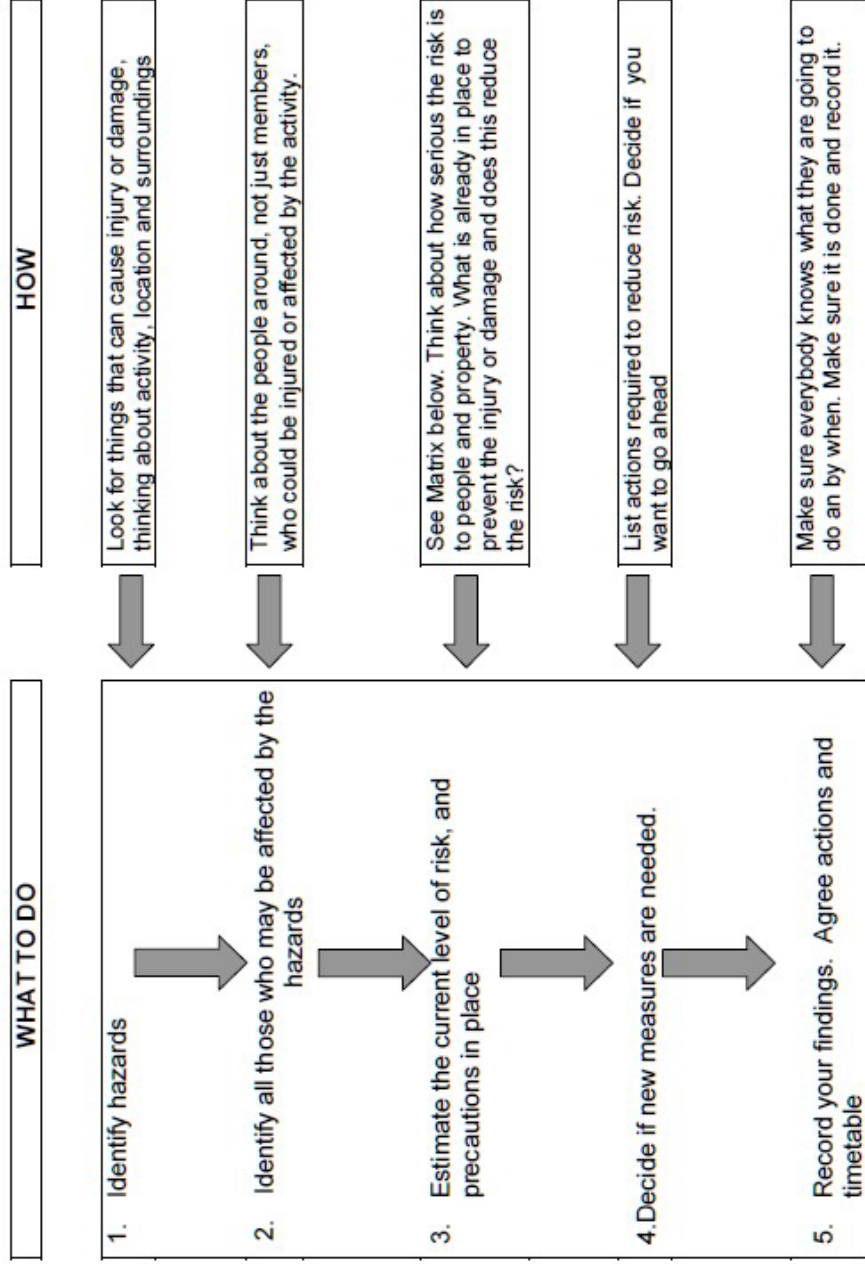 WHAT TO DO
HOW
1. Identify hazards
Look for things that can cause injury or damage,
thinking about activity, location and surroundings
2. Identify all those who may be affected by the
hazards
Think about the people around, not just members,
who could be injured or affected by the activity.
3. Estimate the current level of risk, and
precautions in place
See Matrix below. Think about how serious the risk is
to people and property. What is already in place to
prevent the injury or damage and does this reduce
the risk?
4.Decide if new measures are needed.
List actions required to reduce risk. Decide if you
want to go ahead
5. Record your findings. Agree actions and
timetable
Make sure everybody knows what they are going to
do an by when. Make sure it is done and record it.